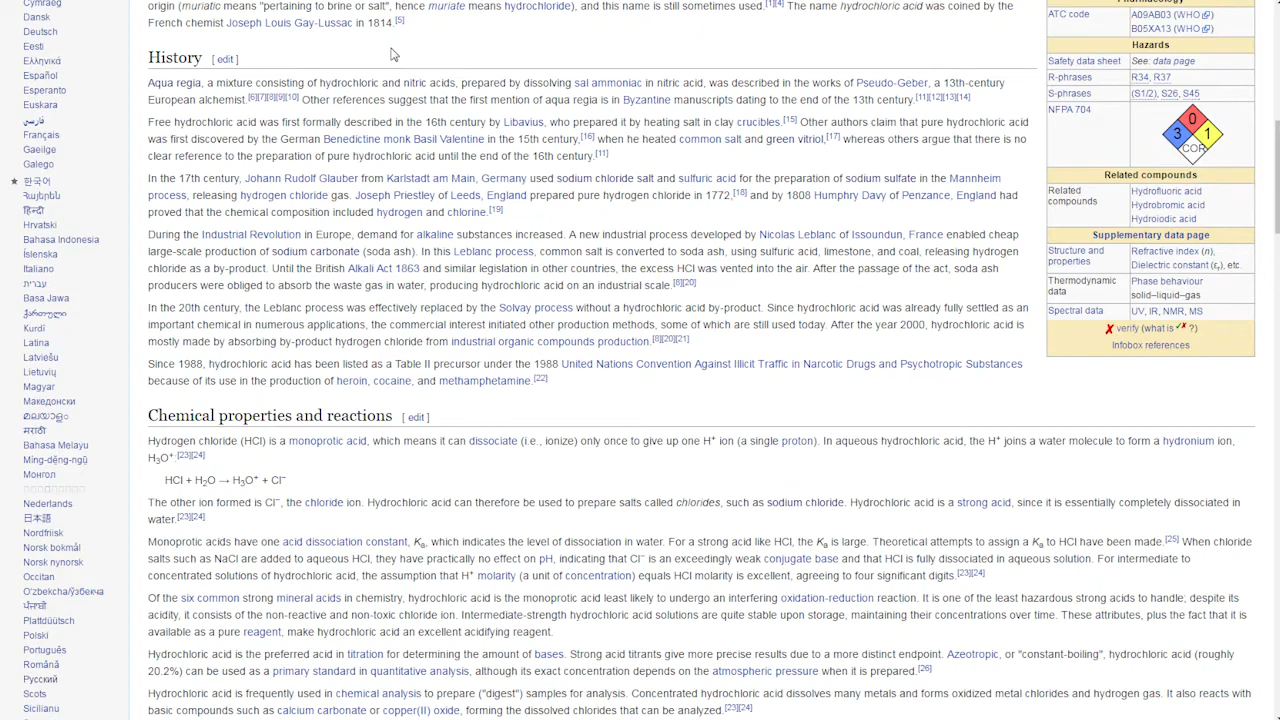 Cymraeg
Dansk
Deutsch
Eesti
Ελληνικά
Español
Esperanto
Euskara
فارسی
Français
Gaeilge
Galego
한국어
Հայերեն
हिन्दी
Hrvatski
Bahasa Indonesia
Íslenska
Italiano
עברית
Basa Jawa
ქართული
Kurdî
Latina
Latviešu
Lietuvių
Magyar
Македонски
മലയാളം
मराठी
Bahasa Melayu
Mìng-dĕ̤ng-ngṳ̄
Монгол
Nederlands
日本語
Nordfriisk
Norsk bokmål
Norsk nynorsk
Occitan
Oʻzbekcha/ўзбекча
ਪੰਜਾਬੀ
Plattdüütsch
Polski
Português
Română
Русский
Scots
Sicilianu
origin (muriatic means "pertaining to brine or salt", hence muriate means hydrochloride), and this name is still sometimes used.[1][4] The name hydrochloric acid was coined by the
French chemist Joseph Louis Gay-Lussac in 1814.[5]
History [ edit ]
Aqua regia, a mixture consisting of hydrochloric and nitric acids, prepared by dissolving sal ammoniac in nitric acid, was described in the works of Pseudo-Geber, a 13th-century
European alchemist.[6][7][8][9][10] Other references suggest that the first mention of aqua regia is in Byzantine manuscripts dating to the end of the 13th century.[11][12][13][14]
Free hydrochloric acid was first formally described in the 16th century by Libavius, who prepared it by heating salt in clay crucibles.[15] Other authors claim that pure hydrochloric acid
was first discovered by the German Benedictine monk Basil Valentine in the 15th century,[16] when he heated common salt and green vitriol,[17] whereas others argue that there is no
clear reference to the preparation of pure hydrochloric acid until the end of the 16th century.[11]
In the 17th century, Johann Rudolf Glauber from Karlstadt am Main, Germany used sodium chloride salt and sulfuric acid for the preparation of sodium sulfate in the Mannheim
process, releasing hydrogen chloride gas. Joseph Priestley of Leeds, England prepared pure hydrogen chloride in 1772,[18] and by 1808 Humphry Davy of Penzance, England had
proved that the chemical composition included hydrogen and chlorine.[19]
During the Industrial Revolution in Europe, demand for alkaline substances increased. A new industrial process developed by Nicolas Leblanc of Issoundun, France enabled cheap
large-scale production of sodium carbonate (soda ash). In this Leblanc process, common salt is converted to soda ash, using sulfuric acid, limestone, and coal, releasing hydrogen
chloride as a by-product. Until the British Alkali Act 1863 and similar legislation in other countries, the excess HCl was vented into the air. After the passage of the act, soda ash
producers were obliged to absorb the waste gas in water, producing hydrochloric acid on an industrial scale.[8][20]
In the 20th century, the Leblanc process was effectively replaced by the Solvay process without a hydrochloric acid by-product. Since hydrochloric acid was already fully settled as an
important chemical in numerous applications, the commercial interest initiated other production methods, some of which are still used today. After the year 2000, hydrochloric acid is
mostly made by absorbing by-product hydrogen chloride from industrial organic compounds production.[8][20][21]
Since 1988, hydrochloric acid has been listed as a Table II precursor under the 1988 United Nations Convention Against Illicit Traffic in Narcotic Drugs and Psychotropic Substances
because of its use in the production of heroin, cocaine, and methamphetamine.[22]
Chemical properties and reactions [ edit ]
Hydrogen chloride (HCl) is a monoprotic acid, which means it can dissociate (i.e., ionize) only once to give up one H+ ion (a single proton). In aqueous hydrochloric acid, the H+ joins a water molecule to form a hydronium ion,
H3O+:[23][24]
HCl + H2O → H3O+ + Cl−
The other ion formed is Cl−, the chloride ion. Hydrochloric acid can therefore be used to prepare salts called chlorides, such as sodium chloride. Hydrochloric acid is a strong acid, since it is essentially completely dissociated in
water.[23][24]
Monoprotic acids have one acid dissociation constant, Ka, which indicates the level of dissociation in water. For a strong acid like HCl, the Ka is large. Theoretical attempts to assign a Ka to HCl have been made.[25] When chloride
salts such as NaCl are added to aqueous HCl, they have practically no effect on pH, indicating that Cl− is an exceedingly weak conjugate base and that HCl is fully dissociated in aqueous solution. For intermediate to
concentrated solutions of hydrochloric acid, the assumption that H+ molarity (a unit of concentration) equals HCl molarity is excellent, agreeing to four significant digits.[23][24]
Of the six common strong mineral acids in chemistry, hydrochloric acid is the monoprotic acid least likely to undergo an interfering oxidation-reduction reaction. It is one of the least hazardous strong acids to handle; despite its
acidity, it consists of the non-reactive and non-toxic chloride ion. Intermediate-strength hydrochloric acid solutions are quite stable upon storage, maintaining their concentrations over time. These attributes, plus the fact that it is
available as a pure reagent, make hydrochloric acid an excellent acidifying reagent.
Hydrochloric acid is the preferred acid in titration for determining the amount of bases. Strong acid titrants give more precise results due to a more distinct endpoint. Azeotropic, or "constant-boiling", hydrochloric acid (roughly
20.2%) can be used as a primary standard in quantitative analysis, although its exact concentration depends on the atmospheric pressure when it is prepared.[26]
Hydrochloric acid is frequently used in chemical analysis to prepare ("digest") samples for analysis. Concentrated hydrochloric acid dissolves many metals and forms oxidized metal chlorides and hydrogen gas. It also reacts with
basic compounds such as calcium carbonate or copper(II) oxide, forming the dissolved chlorides that can be analyzed.[23][24]
Pharmacology
ATC code A09AB03 (WHO)
B05XA13 (WHO)
Hazards
Safety data sheet See: data page
R-phrases R34, R37
S-phrases (S1/2), S26, S45
NFPA 704
0
3 1
COR
Related compounds
Related compounds
Hydrofluoric acid
Hydrobromic acid
Hydroiodic acid
Supplementary data page
Structure and properties
Refractive index (n),
Dielectric constant (εr), etc.
Thermodynamic data
Phase behaviour
solid–liquid–gas
Spectral data UV, IR, NMR, MS
✗ verify (what is ✓✗ ?)
Infobox references